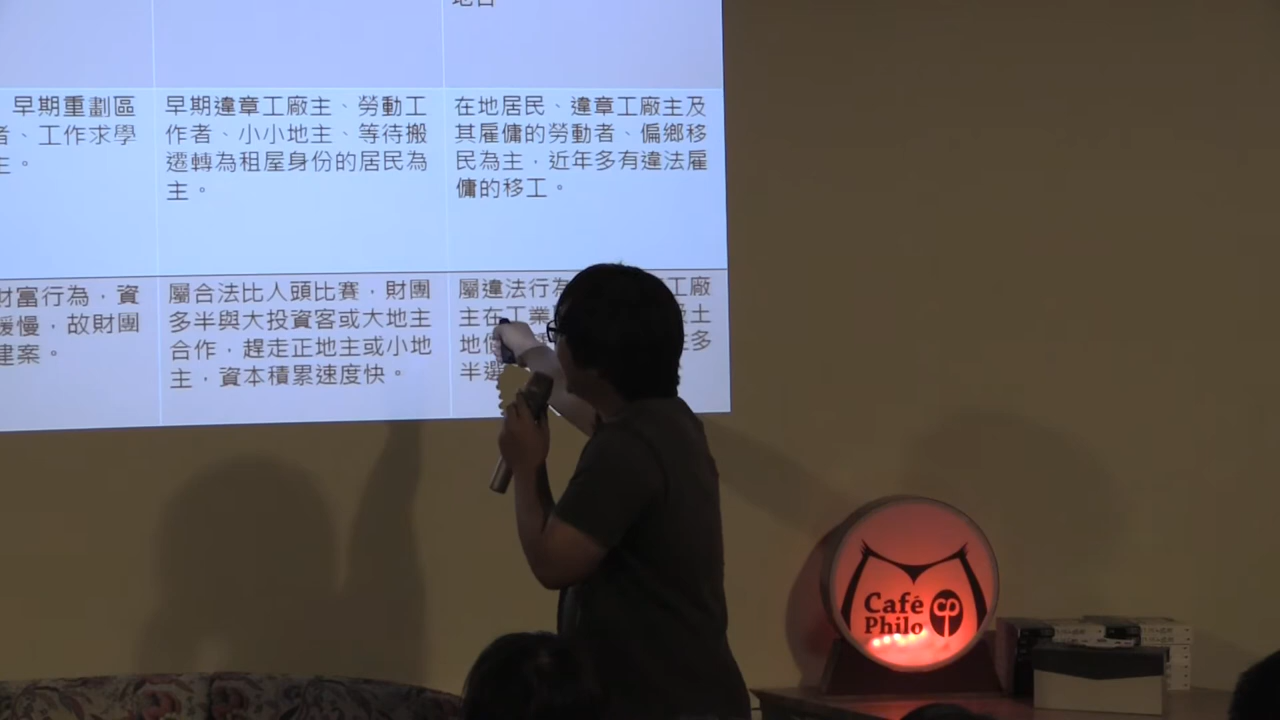 地目
早期重劃區
者、工作求學
主。
早期違章工廠主、勞動工
作者、小小地主、等待搬
遷轉為租屋身份的居民為
主。
在地居民、違章工廠主及
其雇傭的勞動者、偏鄉移
民為主，近年多有違法雇
傭的移工。
財富行為，資
緩慢，故財團
建案。
屬合法比人頭比賽，財團
多半與大投資客或大地主
合作，趕走正地主或小地
主，資本積累速度快。
屬違法行為 工廠
主在工業 土
地 多
半選
Café
Philo